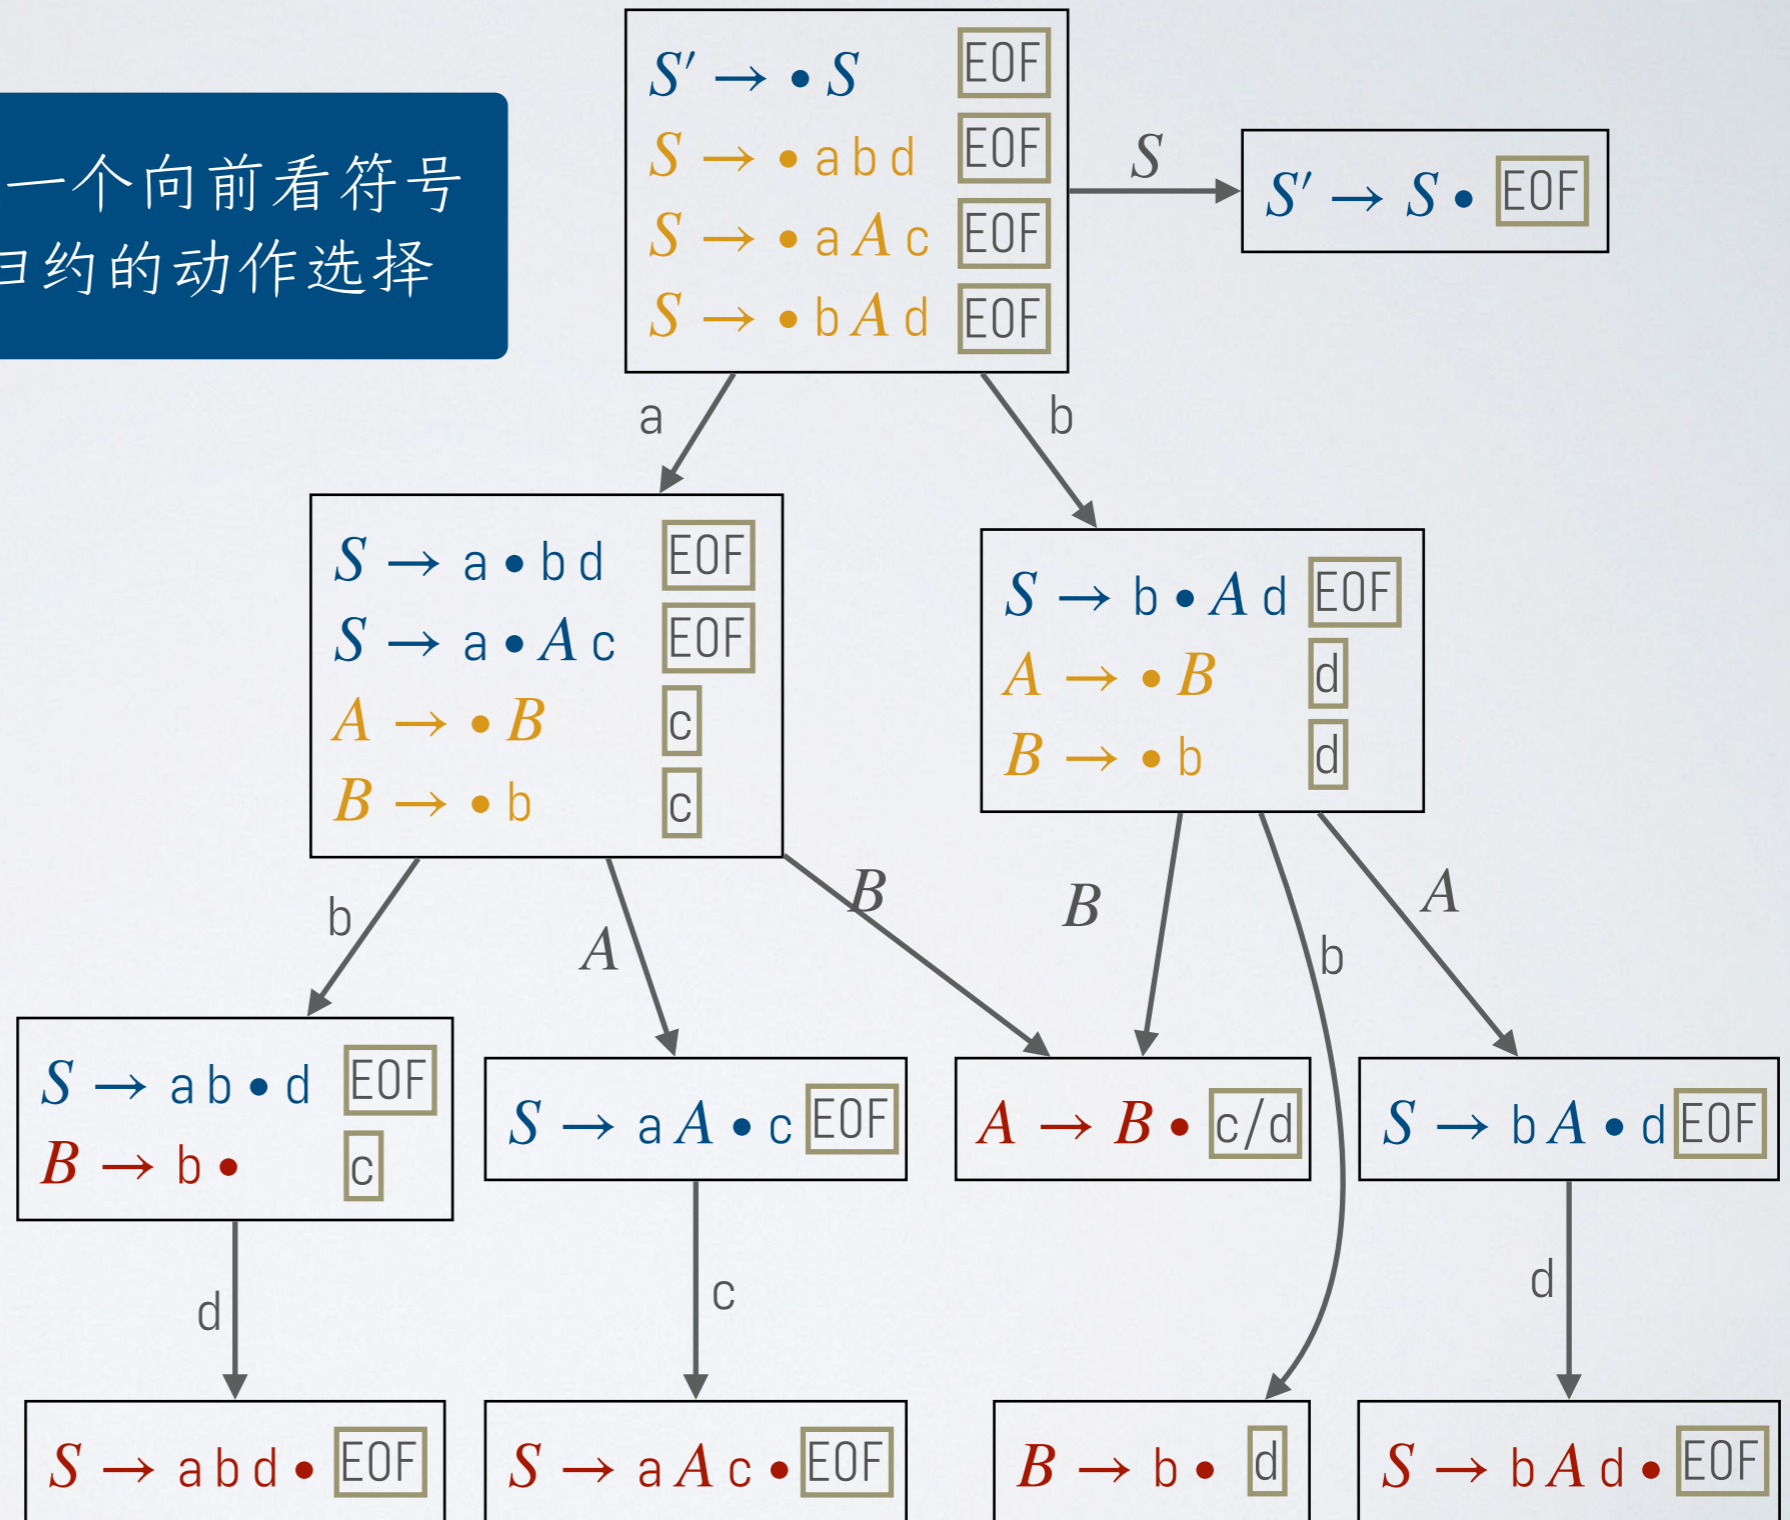 一个向前看符号
归约的动作选择
S′ → • S EOF
S → • a b d EOF
S → • a A c EOF
S → • b A d EOF
S
S′ → S • EOF
a
b
S → a • b d EOF
S → a • A c EOF
A → • B c
B → • b c
S → b • A d EOF
A → • B d
B → • b d
b
A
B
B
b
A
S → a b • d EOF
B → b • c
S → a A • c EOF
A → B • c/d
S → b A • d EOF
d
c
d
S → a b d • EOF
S → a A c • EOF
B → b • d
S → b A d • EOF